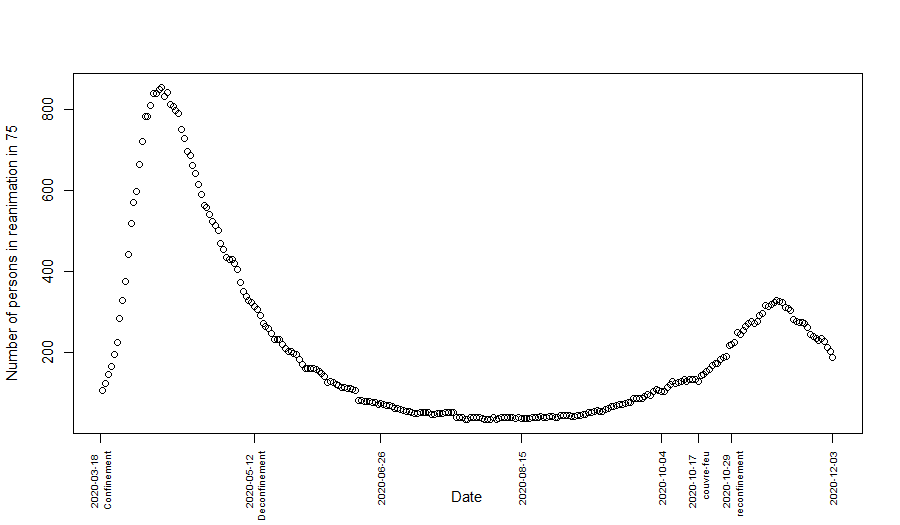 Number of persons in reanimation in 75
800
600
400
200
2020-03-18
Confinement
2020-05-12
Deconfinement
2020-06-26
2020-08-15
2020-10-04
2020-10-17
couvre-feu
2020-10-29
reconfinement
2020-12-03
Date